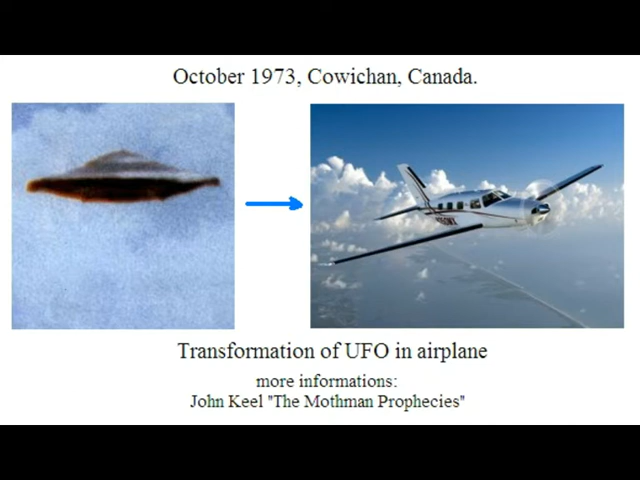 October 1973, Cowichan, Canada.
Transformation of UFO in airplane
more informations:
John Keel "The Mothman Prophecies"